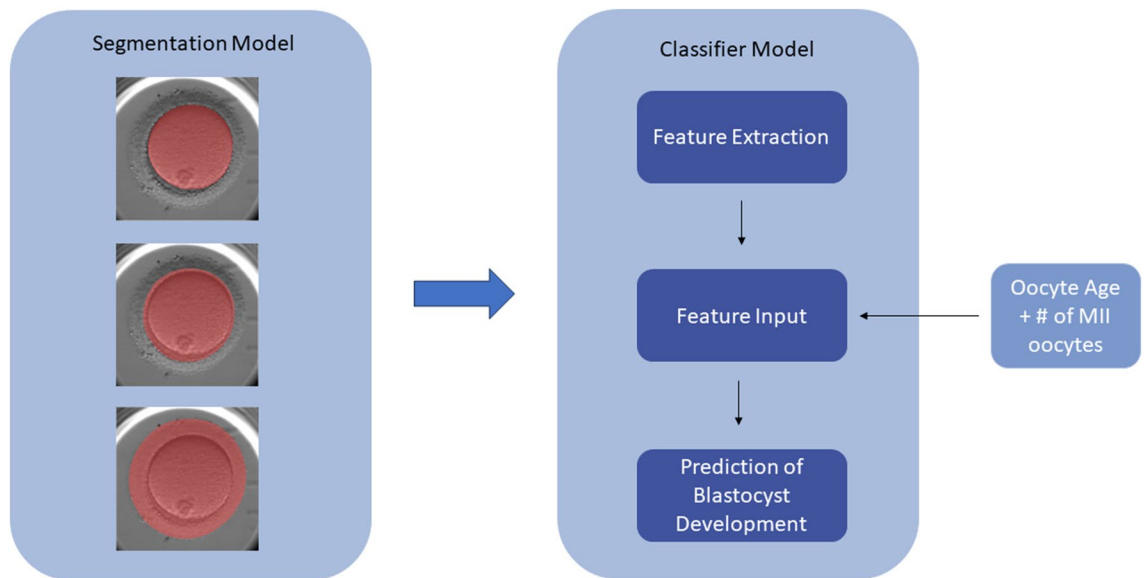 Segmentation Model
Classifier Model
Feature Extraction
Feature Input
Oocyte Age
+ # of MII
oocytes
Prediction of
Blastocyst
Development